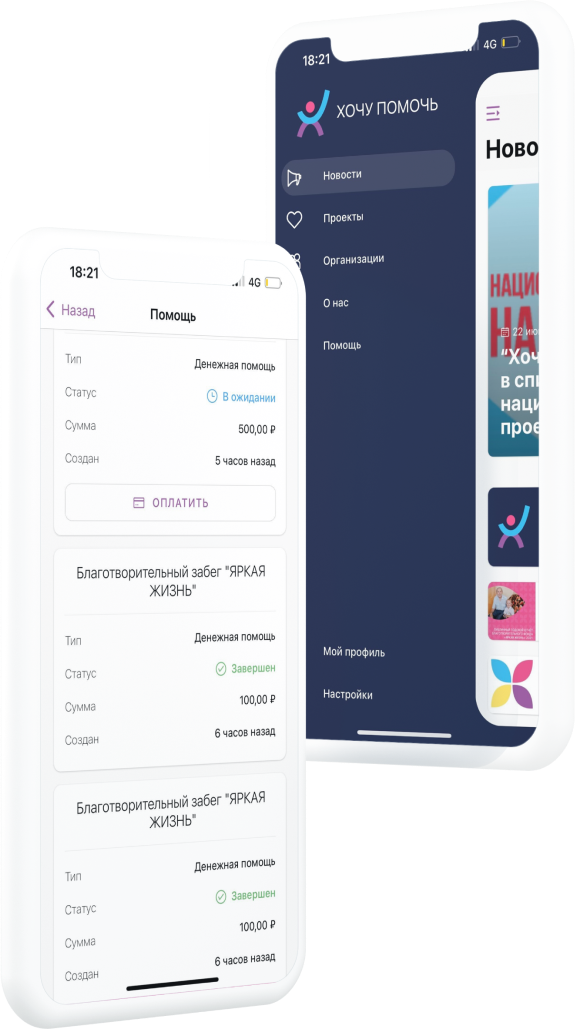 18:21
4G
ХОЧУ ПОМОЧЬ
Новости
Проекты
Организации
О нас
Помощь
Мой профиль
Настройки
Ново
НАЦИО
НА
22 ию
“Хоч
в спи
наци
прое
18:21
4G
Назад
Помощь
Тип
Денежная помощь
Статус
В ожидании
Сумма
500,00 ₽
Создан
5 часов назад
ОПЛАТИТЬ
Благотворительный забег "ЯРКАЯ
ЖИЗНЬ"
Тип
Денежная помощь
Статус
Завершен
Сумма
100,00 ₽
Создан
6 часов назад
Благотворительный забег "ЯРКАЯ
ЖИЗНЬ"
Тип
Денежная помощь
Статус
Завершен
Сумма
100,00 ₽
Создан
6 часов назад